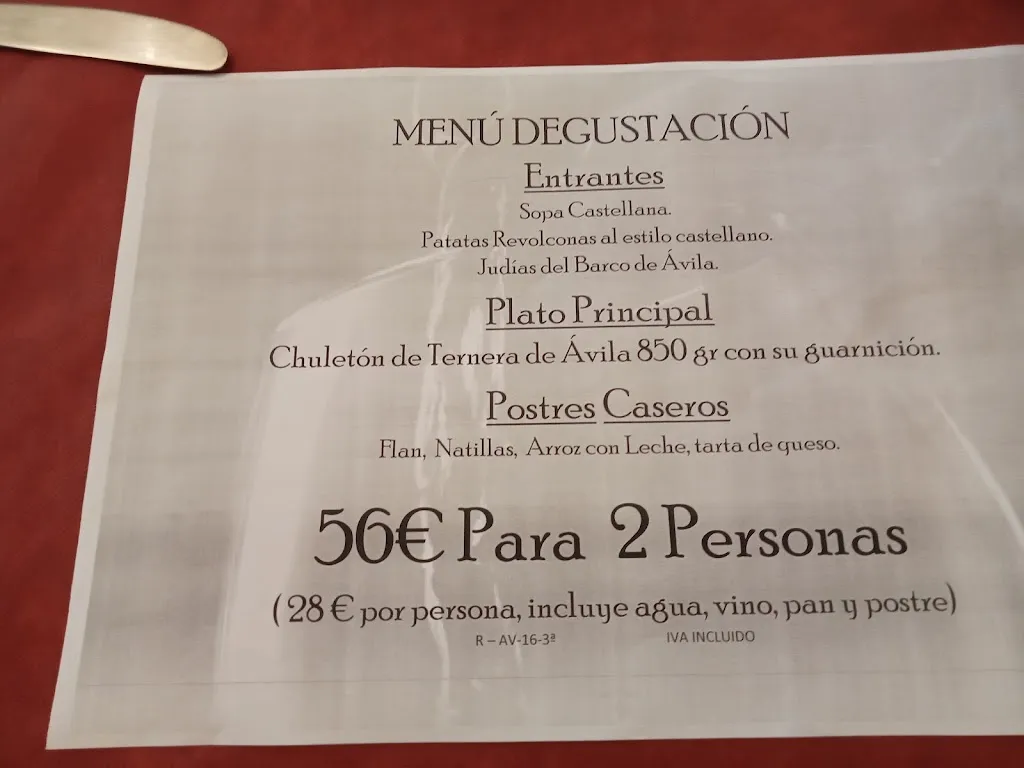 MENÚ DEGUSTACIÓN
Entrantes
Sopa Castellana.
Patatas Revolconas al estilo castellano.
Judías del Barco de Ávila.
Plato Principal
Chuletón de Ternera de Ávila 850 gr con su guarnición.
Postres Caseros
Flan, Natillas, Arroz con Leche, tarta de queso.
56€ Para 2 Personas
(28 € por persona, incluye agua, vino, pan y postre)
R – AV-16-3ª IVA INCLUIDO